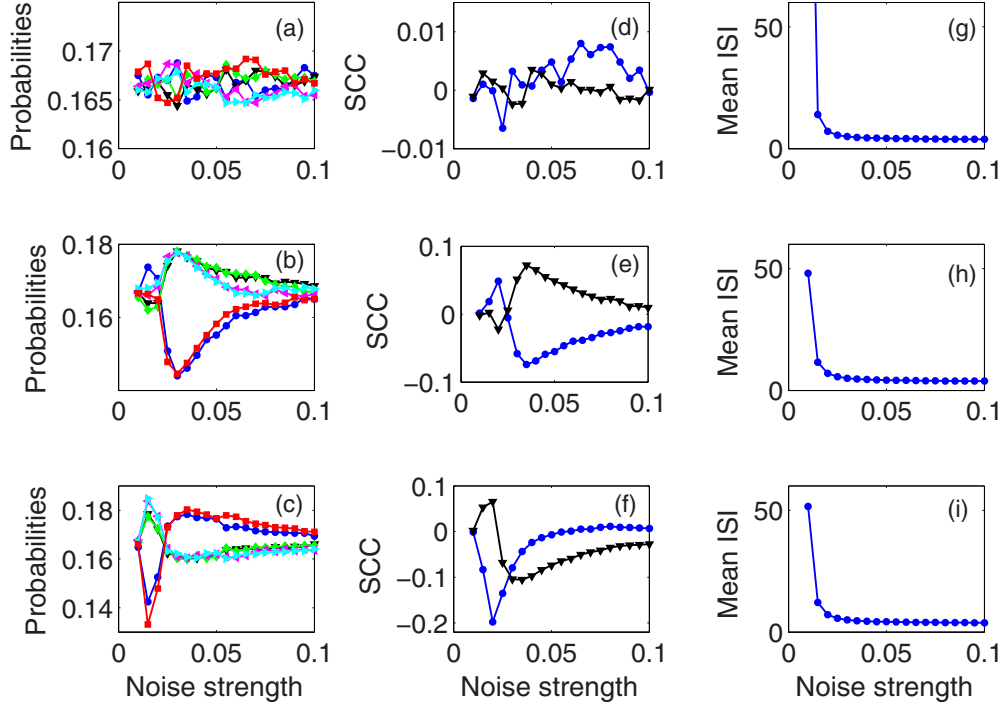 Probabilities
0.17
0.165
0.16
0
0.05
0.1
(a)
SCC
0.01
0
−0.01
0
0.05
0.1
(d)
Mean ISI
50
0
0
0.05
0.1
(g)
Probabilities
0.18
0.16
0
0.05
0.1
(b)
SCC
0.1
0
−0.1
0
0.05
0.1
(e)
Mean ISI
50
0
0
0.05
0.1
(h)
Probabilities
0.18
0.16
0.14
0
0.05
0.1
(c)
Noise strength
SCC
0.1
0
−0.1
−0.2
0
0.05
0.1
(f)
Noise strength
Mean ISI
50
0
0
0.05
0.1
(i)
Noise strength